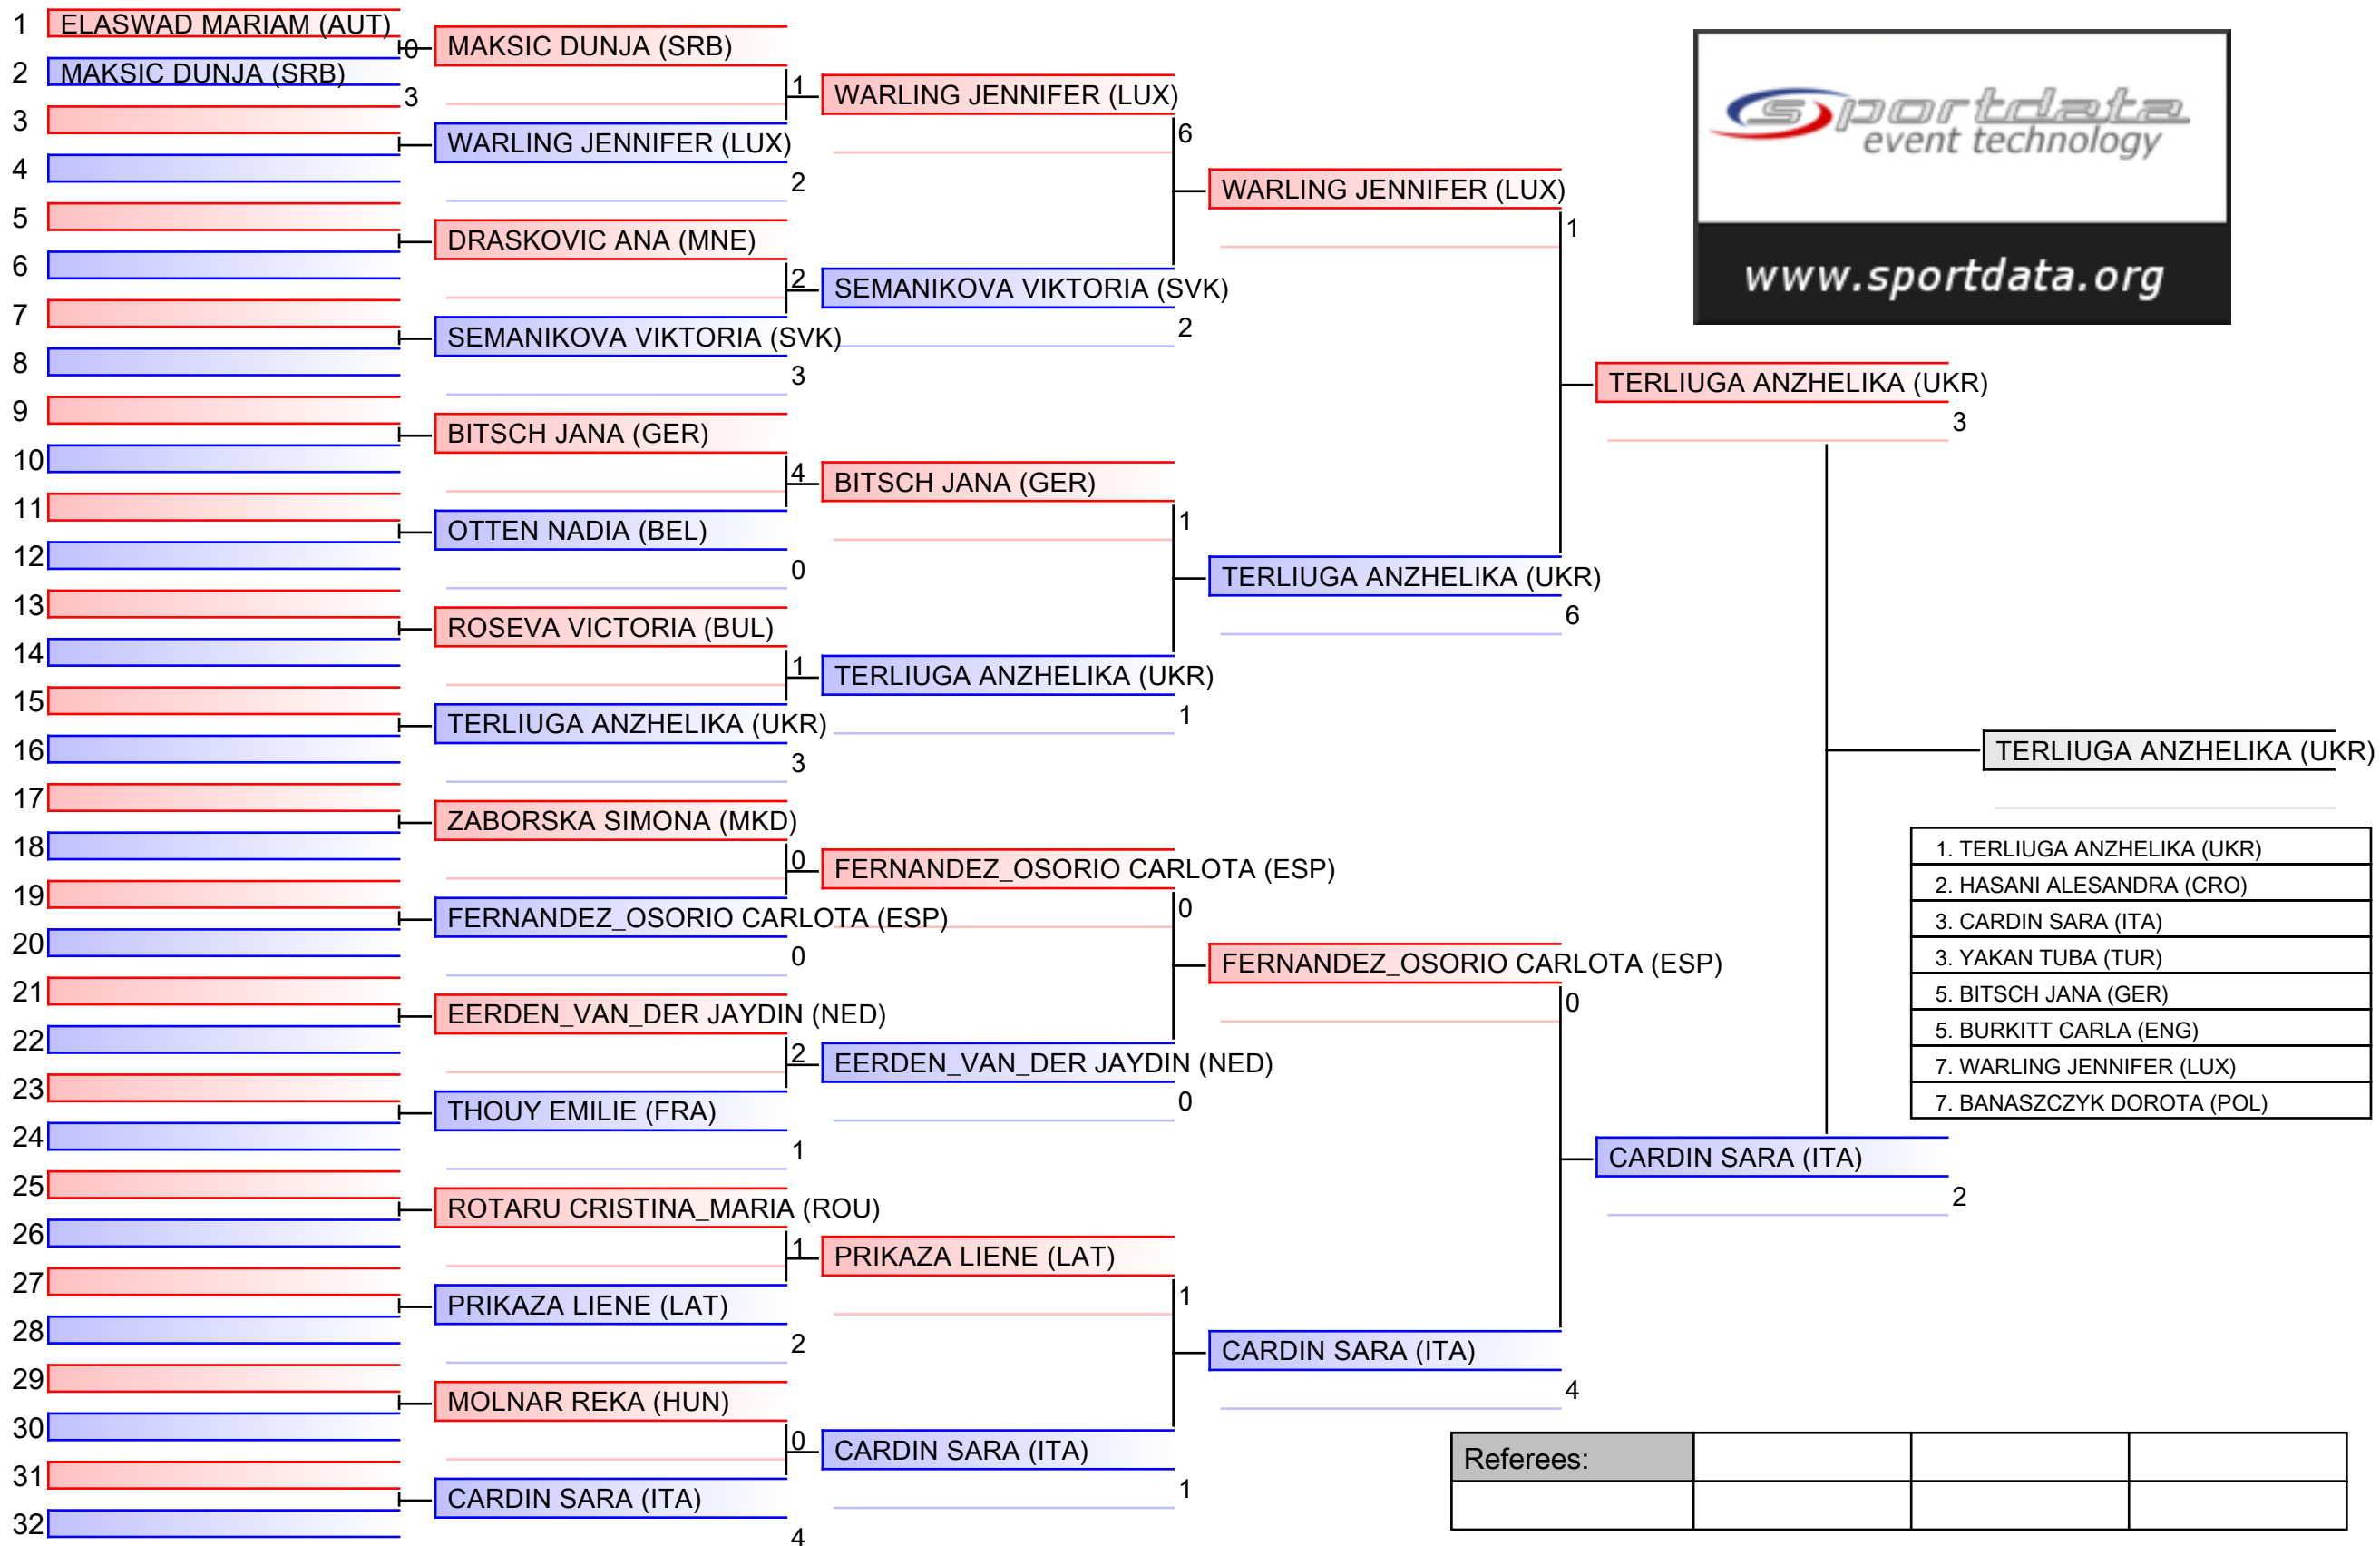 1 ELASWAD MARIAM (AUT)
0
2 MAKSIC DUNJA (SRB)
3
3
4
5
6
7
8
9
10
11
12
13
14
15
16
17
18
19
20
21
22
23
24
25
26
27
28
29
30
31
32
MAKSIC DUNJA (SRB)
1
WARLING JENNIFER (LUX)
2
DRASKOVIC ANA (MNE)
2
SEMANIKOVA VIKTORIA (SVK)
3
BITSCH JANA (GER)
4
OTTEN NADIA (BEL)
0
ROSEVA VICTORIA (BUL)
1
TERLIUGA ANZHELIKA (UKR)
3
ZABORSKA SIMONA (MKD)
0
FERNANDEZ_OSORIO CARLOTA (ESP)
0
EERDEN_VAN_DER JAYDIN (NED)
2
THOUY EMILIE (FRA)
1
ROTARU CRISTINA_MARIA (ROU)
1
PRIKAZA LIENE (LAT)
2
MOLNAR REKA (HUN)
0
CARDIN SARA (ITA)
4
WARLING JENNIFER (LUX)
6
SEMANIKOVA VIKTORIA (SVK)
2
BITSCH JANA (GER)
1
TERLIUGA ANZHELIKA (UKR)
1
FERNANDEZ_OSORIO CARLOTA (ESP)
0
EERDEN_VAN_DER JAYDIN (NED)
0
PRIKAZA LIENE (LAT)
1
CARDIN SARA (ITA)
1
WARLING JENNIFER (LUX)
1
TERLIUGA ANZHELIKA (UKR)
6
FERNANDEZ_OSORIO CARLOTA (ESP)
0
CARDIN SARA (ITA)
4
TERLIUGA ANZHELIKA (UKR)
3
CARDIN SARA (ITA)
2
TERLIUGA ANZHELIKA (UKR)
sportdata
event technology
www.sportdata.org
1. TERLIUGA ANZHELIKA (UKR)
2. HASANI ALESANDRA (CRO)
3. CARDIN SARA (ITA)
3. YAKAN TUBA (TUR)
5. BITSCH JANA (GER)
5. BURKITT CARLA (ENG)
7. WARLING JENNIFER (LUX)
7. BANASZCZYK DOROTA (POL)
Referees: